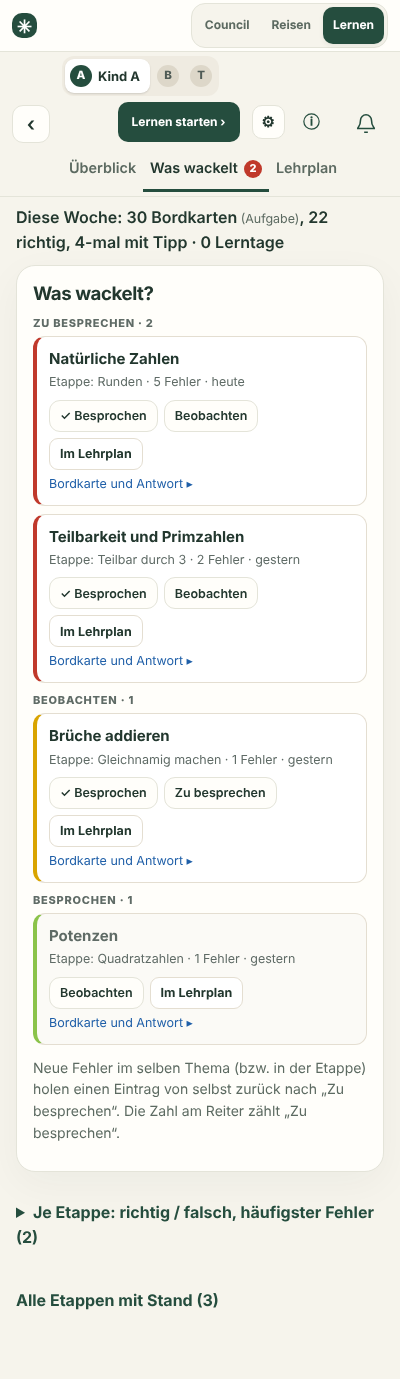 Council Reisen Lernen
A Kind A B T
‹ Lernen starten › ⚙ ⓘ
Überblick Was wackelt 2 Lehrplan
Diese Woche: 30 Bordkarten (Aufgabe), 22
richtig, 4-mal mit Tipp · 0 Lerntage
Was wackelt?
ZU BESPRECHEN · 2
Natürliche Zahlen
Etappe: Runden · 5 Fehler · heute
✓ Besprochen Beobachten
Im Lehrplan
Bordkarte und Antwort ▸
Teilbarkeit und Primzahlen
Etappe: Teilbar durch 3 · 2 Fehler · gestern
✓ Besprochen Beobachten
Im Lehrplan
Bordkarte und Antwort ▸
BEOBACHTEN · 1
Brüche addieren
Etappe: Gleichnamig machen · 1 Fehler · gestern
✓ Besprochen Zu besprechen
Im Lehrplan
Bordkarte und Antwort ▸
BESPROCHEN · 1
Potenzen
Etappe: Quadratzahlen · 1 Fehler · gestern
Beobachten Im Lehrplan
Bordkarte und Antwort ▸
Neue Fehler im selben Thema (bzw. in der Etappe)
holen einen Eintrag von selbst zurück nach „Zu
besprechen“. Die Zahl am Reiter zählt „Zu
besprechen“.
▶ Je Etappe: richtig / falsch, häufigster Fehler
(2)
Alle Etappen mit Stand (3)